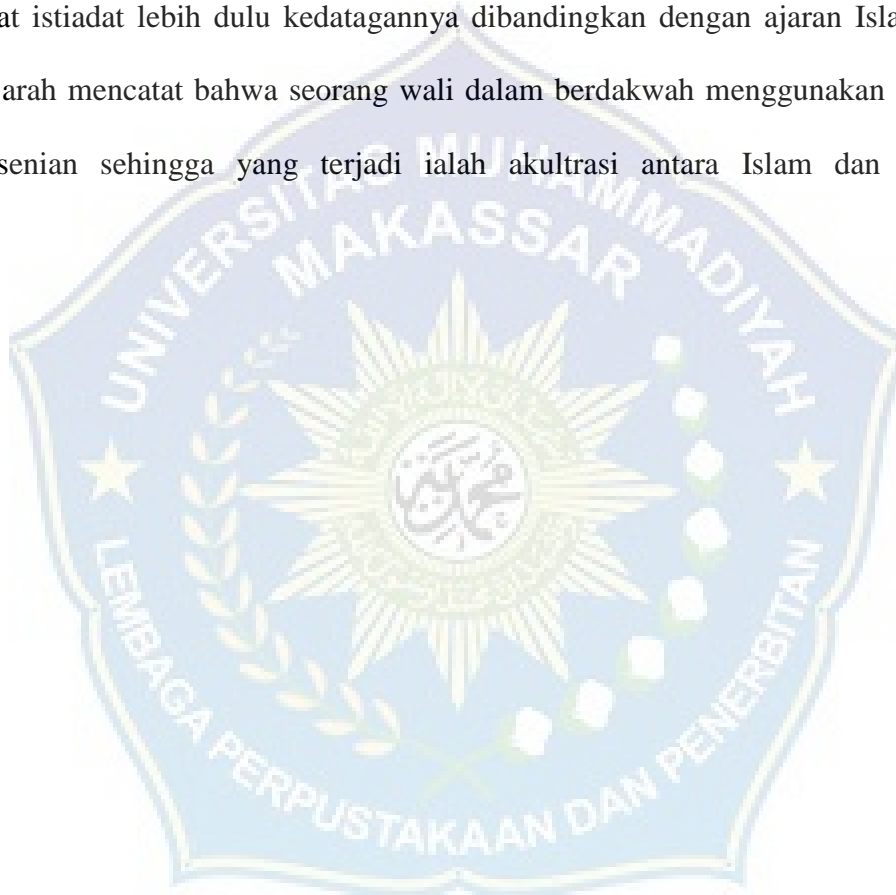 at istiadat lebih dulu kedatagannya dibandingkan dengan ajaran Isla
arah mencatat bahwa seorang wali dalam berdakwah menggunakan
senian sehingga yang terjadi ialah akultrasi antara Islam dan
UNIVERSITAS MUHAMMADIYAH
MAKASSAR
LEMBAGA PERPUSTAKAAN DAN PENERBITAN